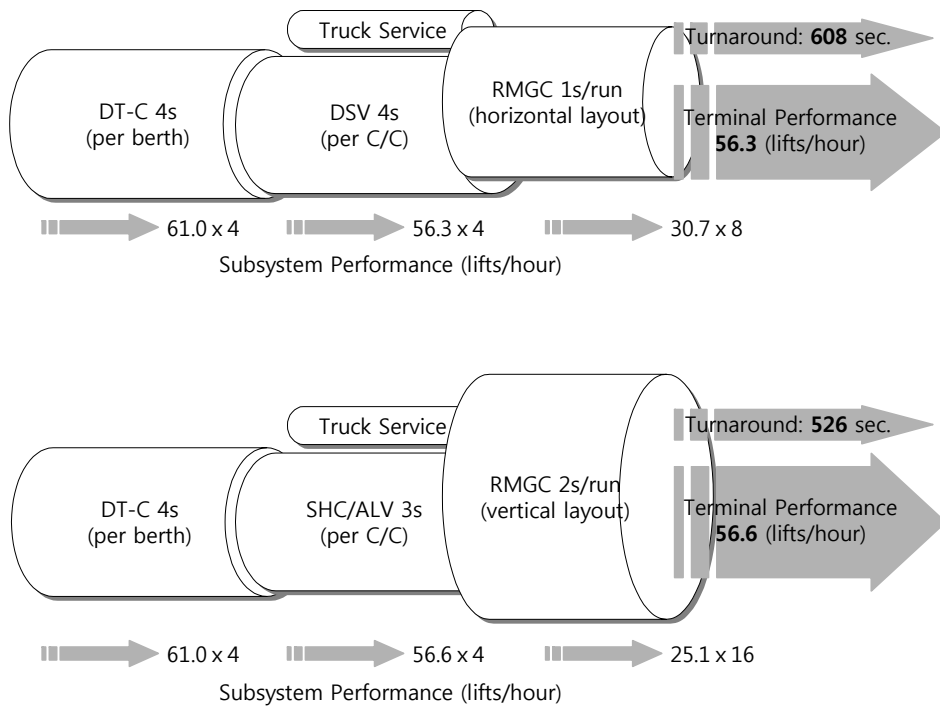 Truck Service
Turnaround: 608 sec.
DT-C 4s
(per berth)
DSV 4s
(per C/C)
RMGC 1s/run
(horizontal layout)
Terminal Performance
56.3 (lifts/hour)
61.0 x 4
56.3 x 4
30.7 x 8
Subsystem Performance (lifts/hour)
Truck Service
Turnaround: 526 sec.
DT-C 4s
(per berth)
SHC/ALV 3s
(per C/C)
RMGC 2s/run
(vertical layout)
Terminal Performance
56.6 (lifts/hour)
61.0 x 4
56.6 x 4
25.1 x 16
Subsystem Performance (lifts/hour)